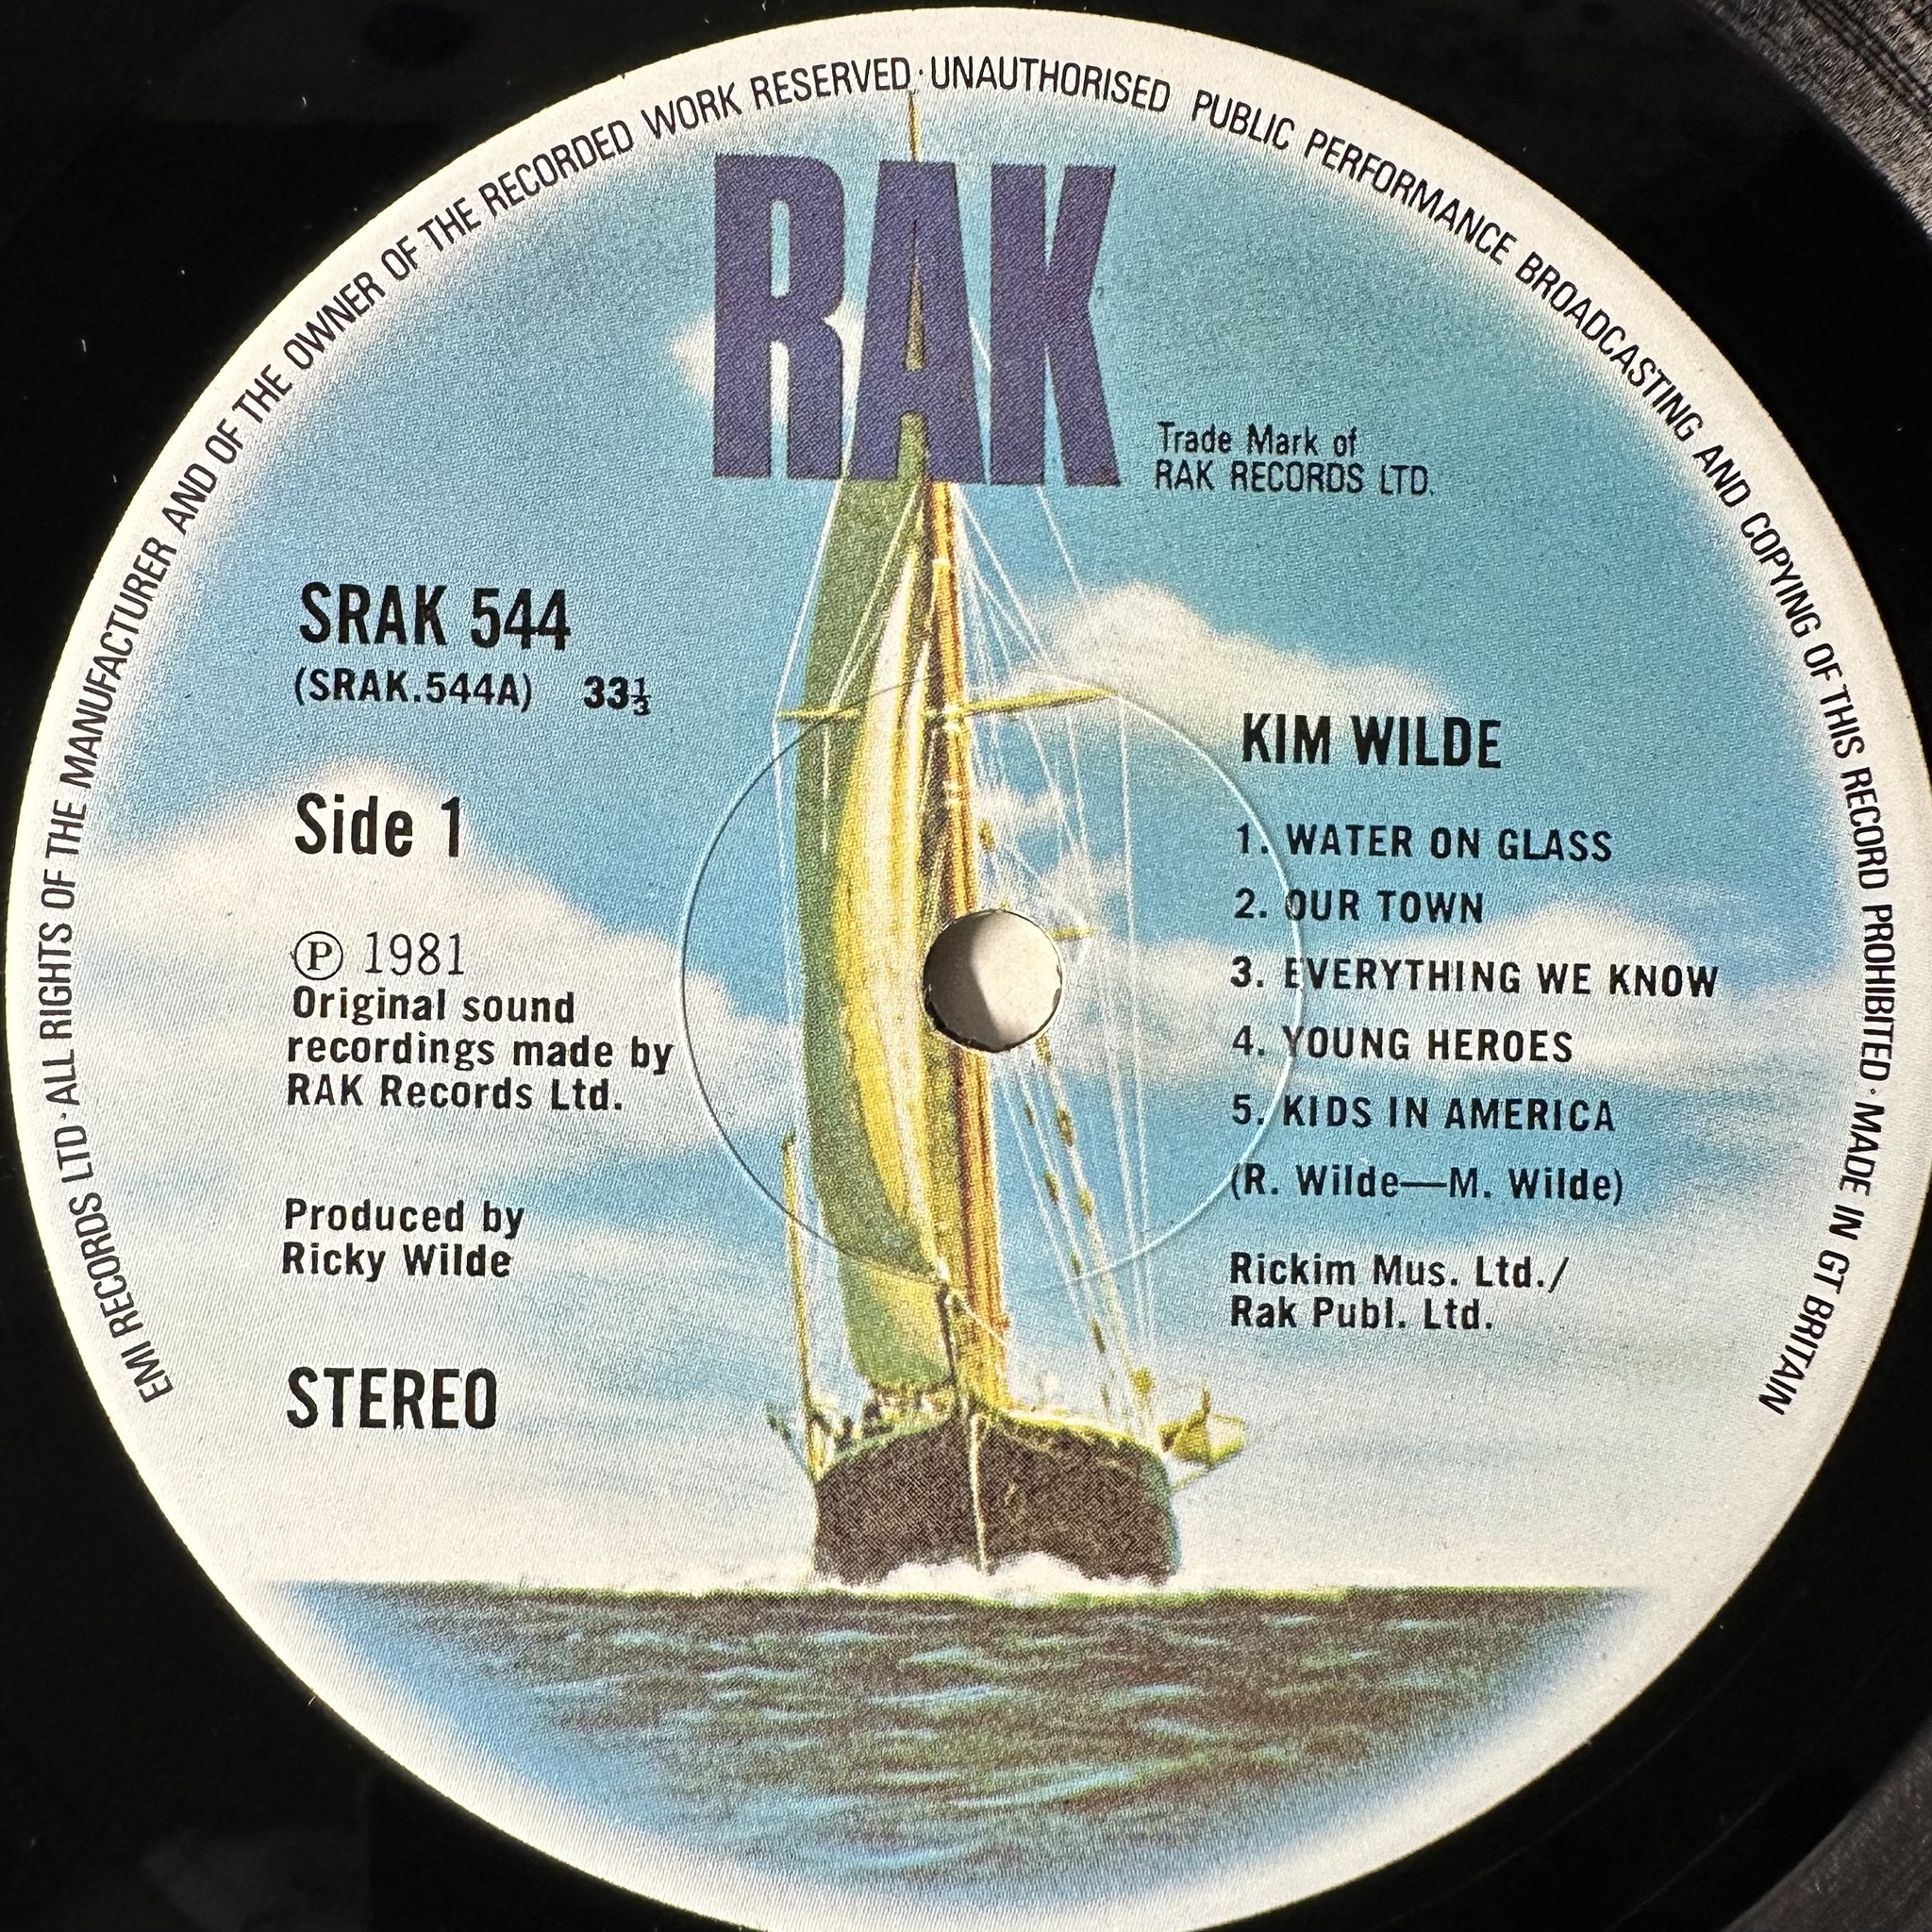 EMI RECORDS LTD · ALL RIGHTS OF THE MANUFACTURER AND OF THE OWNER OF THE RECORDED WORK RESERVED · UNAUTHORISED PUBLIC PERFORMANCE BROADCASTING AND COPYING OF THIS RECORD PROHIBITED · MADE IN GT BRITAIN
RAK
Trade Mark of
RAK RECORDS LTD.
SRAK 544
(SRAK.544A) 33⅓
Side 1
Ⓟ 1981
Original sound
recordings made by
RAK Records Ltd.
Produced by
Ricky Wilde
STEREO
KIM WILDE
1. WATER ON GLASS
2. OUR TOWN
3. EVERYTHING WE KNOW
4. YOUNG HEROES
5. KIDS IN AMERICA
(R. Wilde—M. Wilde)
Rickim Mus. Ltd./
Rak Publ. Ltd.